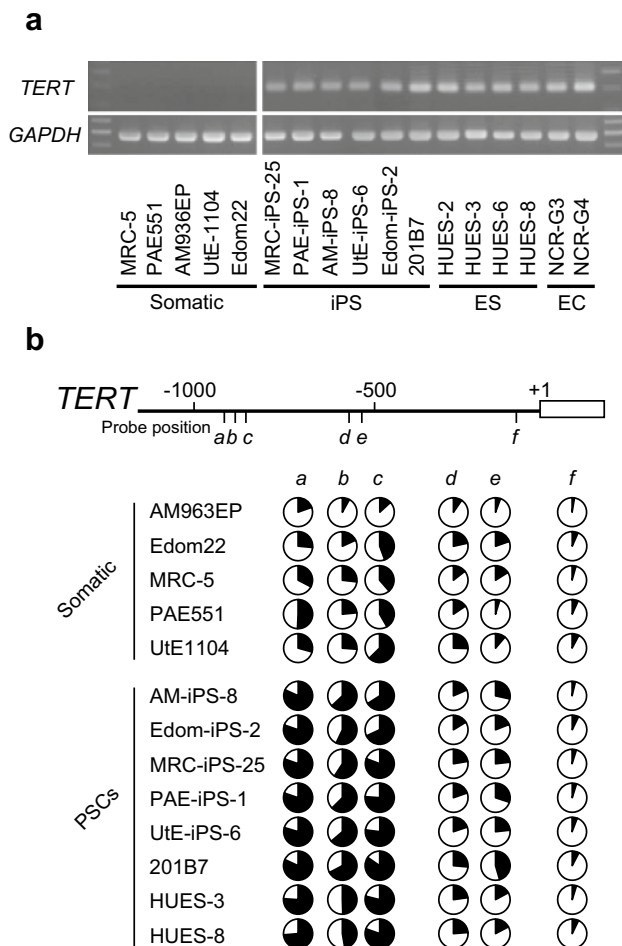 a
TERT
GAPDH
MRC-5
PAE551
AM936EP
UtE-1104
Edom22
MRC-iPS-25
PAE-iPS-1
AM-iPS-8
UtE-iPS-6
Edom-iPS-2
201B7
HUES-2
HUES-3
HUES-6
HUES-8
NCR-G3
NCR-G4
Somatic
iPS
ES
EC
b
TERT -1000 -500 +1
Probe position a b c d e f
a b c d e f
Somatic
AM963EP
Edom22
MRC-5
PAE551
UtE1104
PSCs
AM-iPS-8
Edom-iPS-2
MRC-iPS-25
PAE-iPS-1
UtE-iPS-6
201B7
HUES-3
HUES-8